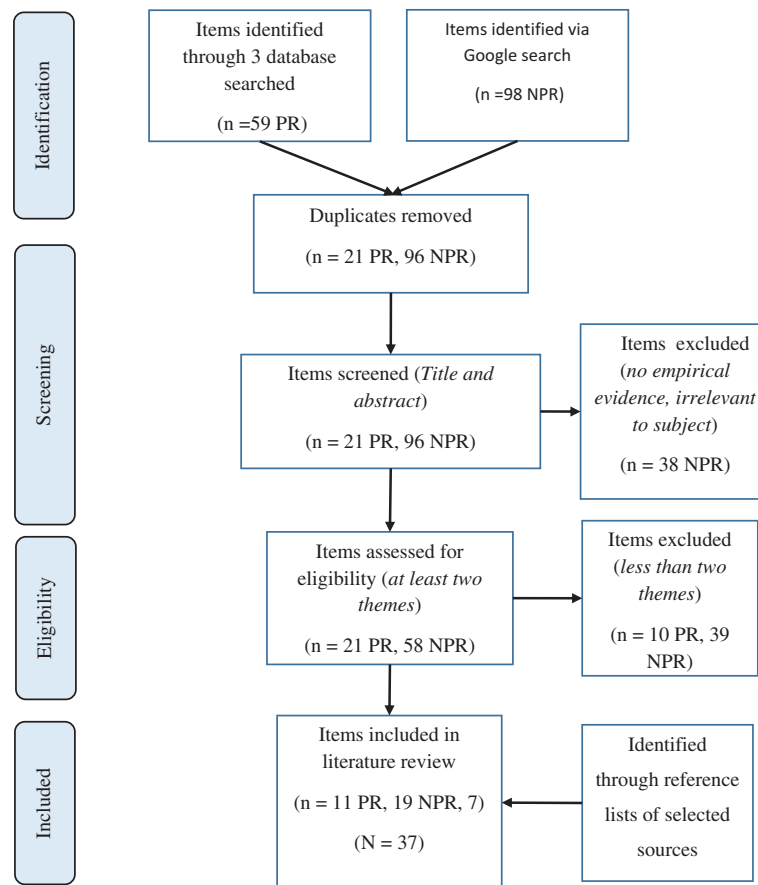 Identification
Items identified
through 3 database
searched
(n =59 PR)
Items identified via
Google search
(n =98 NPR)
Duplicates removed
(n = 21 PR, 96 NPR)
Screening
Items screened (Title and
abstract)
(n = 21 PR, 96 NPR)
Items excluded
(no empirical
evidence, irrelevant
to subject)
(n = 38 NPR)
Eligibility
Items assessed for
eligibility (at least two
themes)
(n = 21 PR, 58 NPR)
Items excluded
(less than two
themes)
(n = 10 PR, 39
NPR)
Included
Items included in
literature review
(n = 11 PR, 19 NPR, 7)
(N = 37)
Identified
through reference
lists of selected
sources